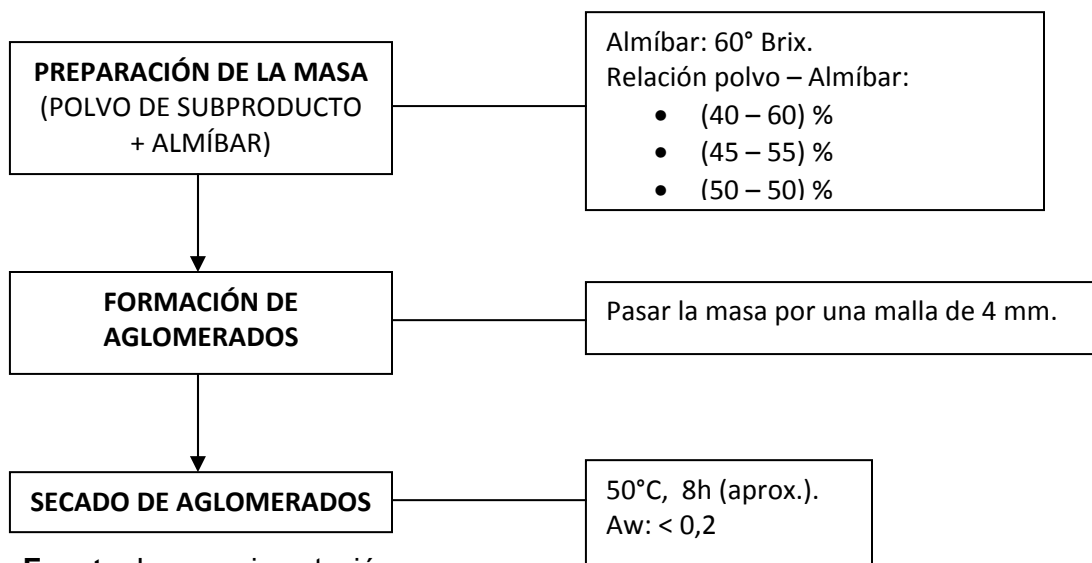 PREPARACIÓN DE LA MASA
(POLVO DE SUBPRODUCTO
+ ALMÍBAR)
Almíbar: 60° Brix.
Relación polvo – Almíbar:
• (40 – 60) %
• (45 – 55) %
• (50 – 50) %
FORMACIÓN DE
AGLOMERADOS
Pasar la masa por una malla de 4 mm.
SECADO DE AGLOMERADOS
50°C, 8h (aprox.).
Aw: < 0,2